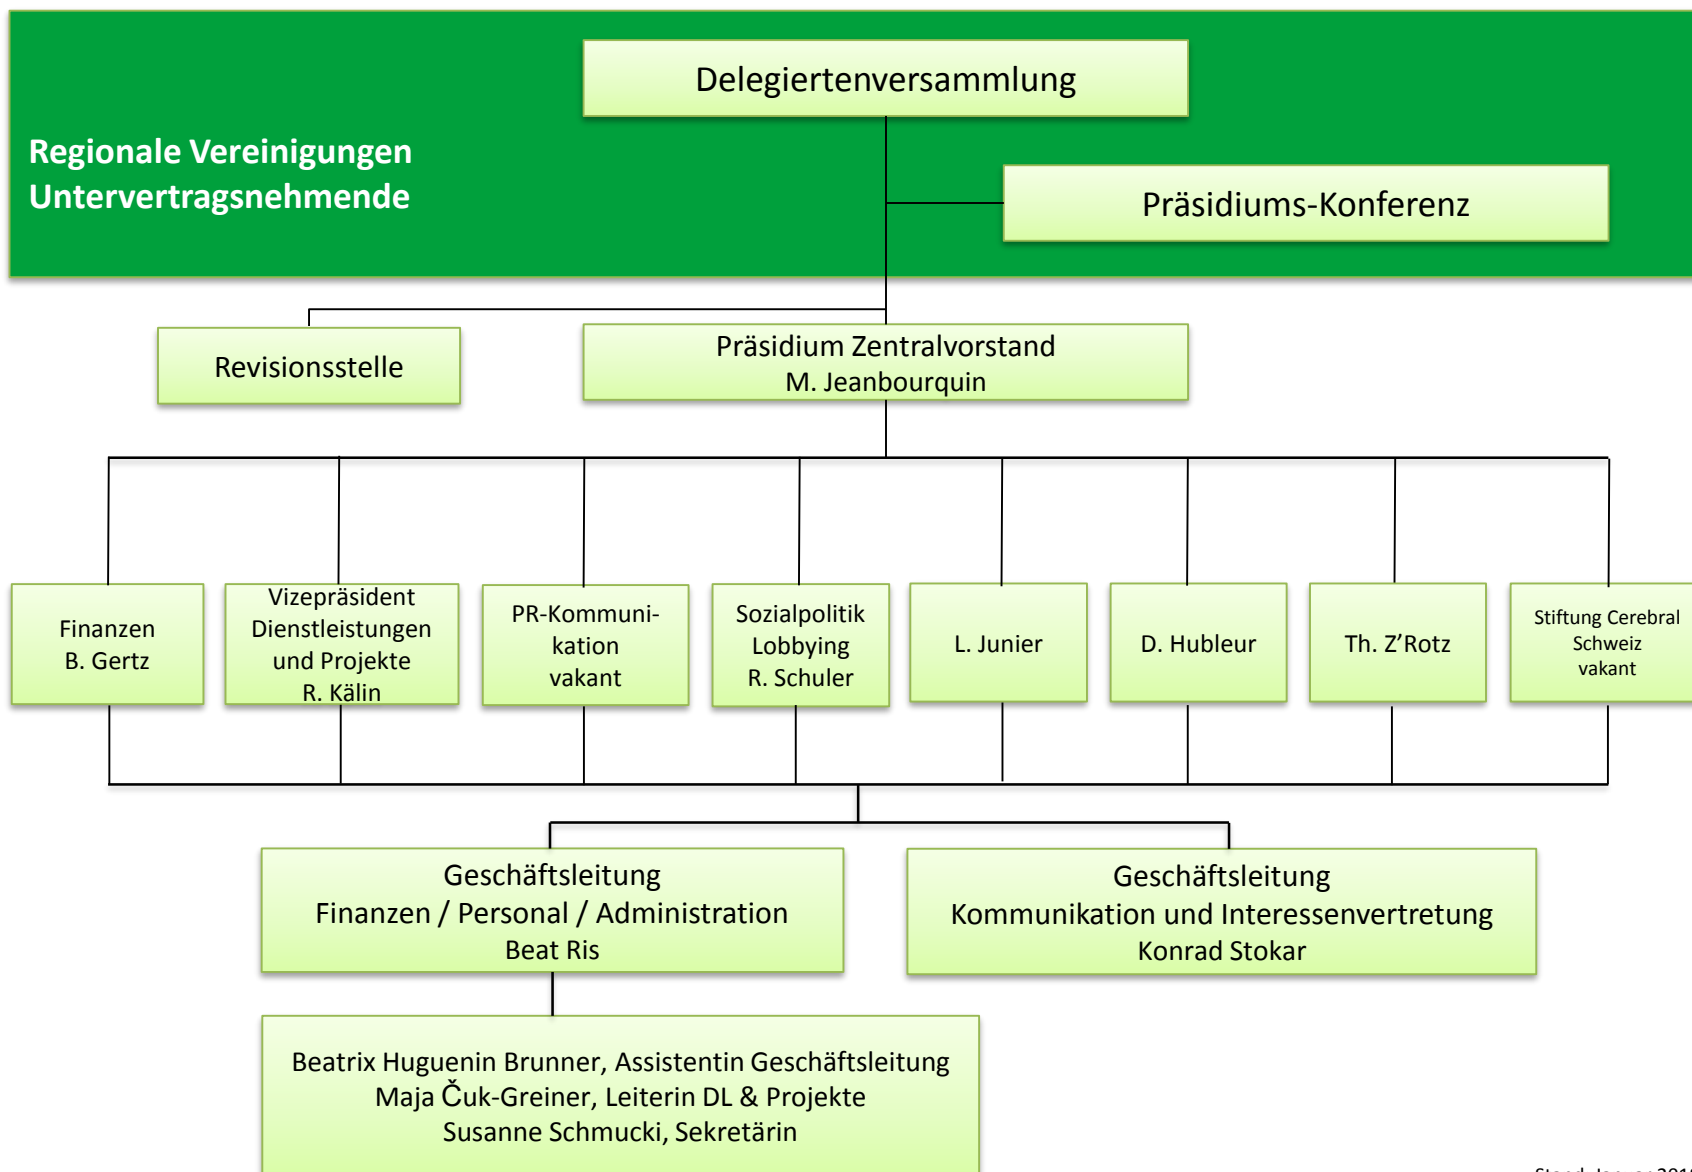 Delegiertenversammlung
Regionale Vereinigungen
Untervertragsnehmende
Präsidiums-Konferenz
Revisionsstelle
Präsidium Zentralvorstand
M. Jeanbourquin
Finanzen
B. Gertz
Vizepräsident
Dienstleistungen
und Projekte
R. Kälin
PR-Kommuni-
kation
vakant
Sozialpolitik
Lobbying
R. Schuler
L. Junier
D. Hubleur
Th. Z’Rotz
Stiftung Cerebral
Schweiz
vakant
Geschäftsleitung
Finanzen / Personal / Administration
Beat Ris
Geschäftsleitung
Kommunikation und Interessenvertretung
Konrad Stokar
Beatrix Huguenin Brunner, Assistentin Geschäftsleitung
Maja Čuk-Greiner, Leiterin DL & Projekte
Susanne Schmucki, Sekretärin